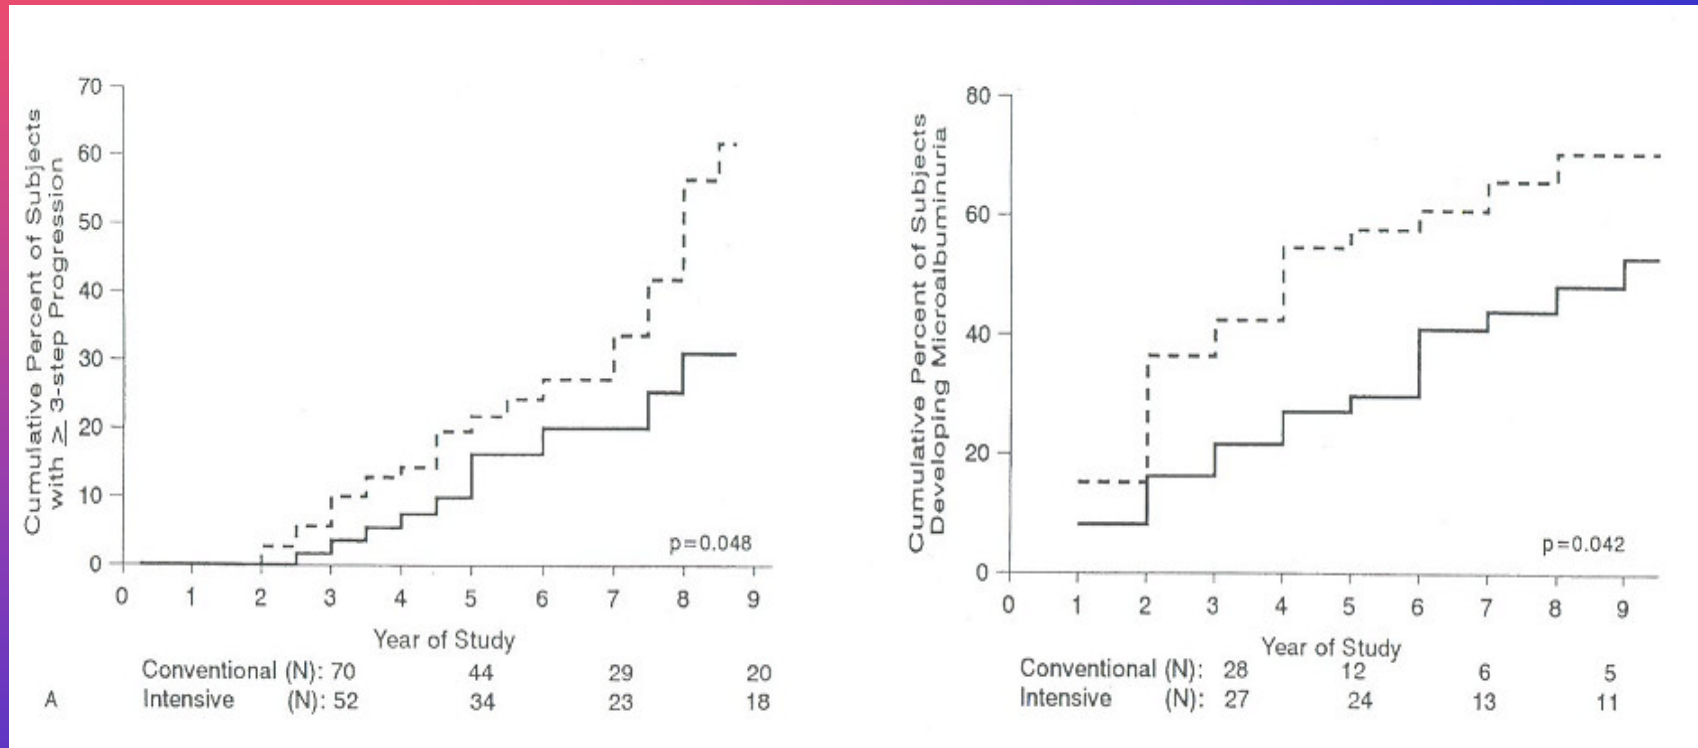 Cumulative Percent of Subjects
with ≥ 3-step Progression
70
60
50
40
30
20
10
0
p=0.048
0 1 2 3 4 5 6 7 8 9
Year of Study
Conventional (N): 70 44 29 20
A Intensive (N): 52 34 23 18
Cumulative Percent of Subjects
Developing Microalbuminuria
80
60
40
20
0
p=0.042
0 1 2 3 4 5 6 7 8 9
Year of Study
Conventional (N): 28 12 6 5
Intensive (N): 27 24 13 11